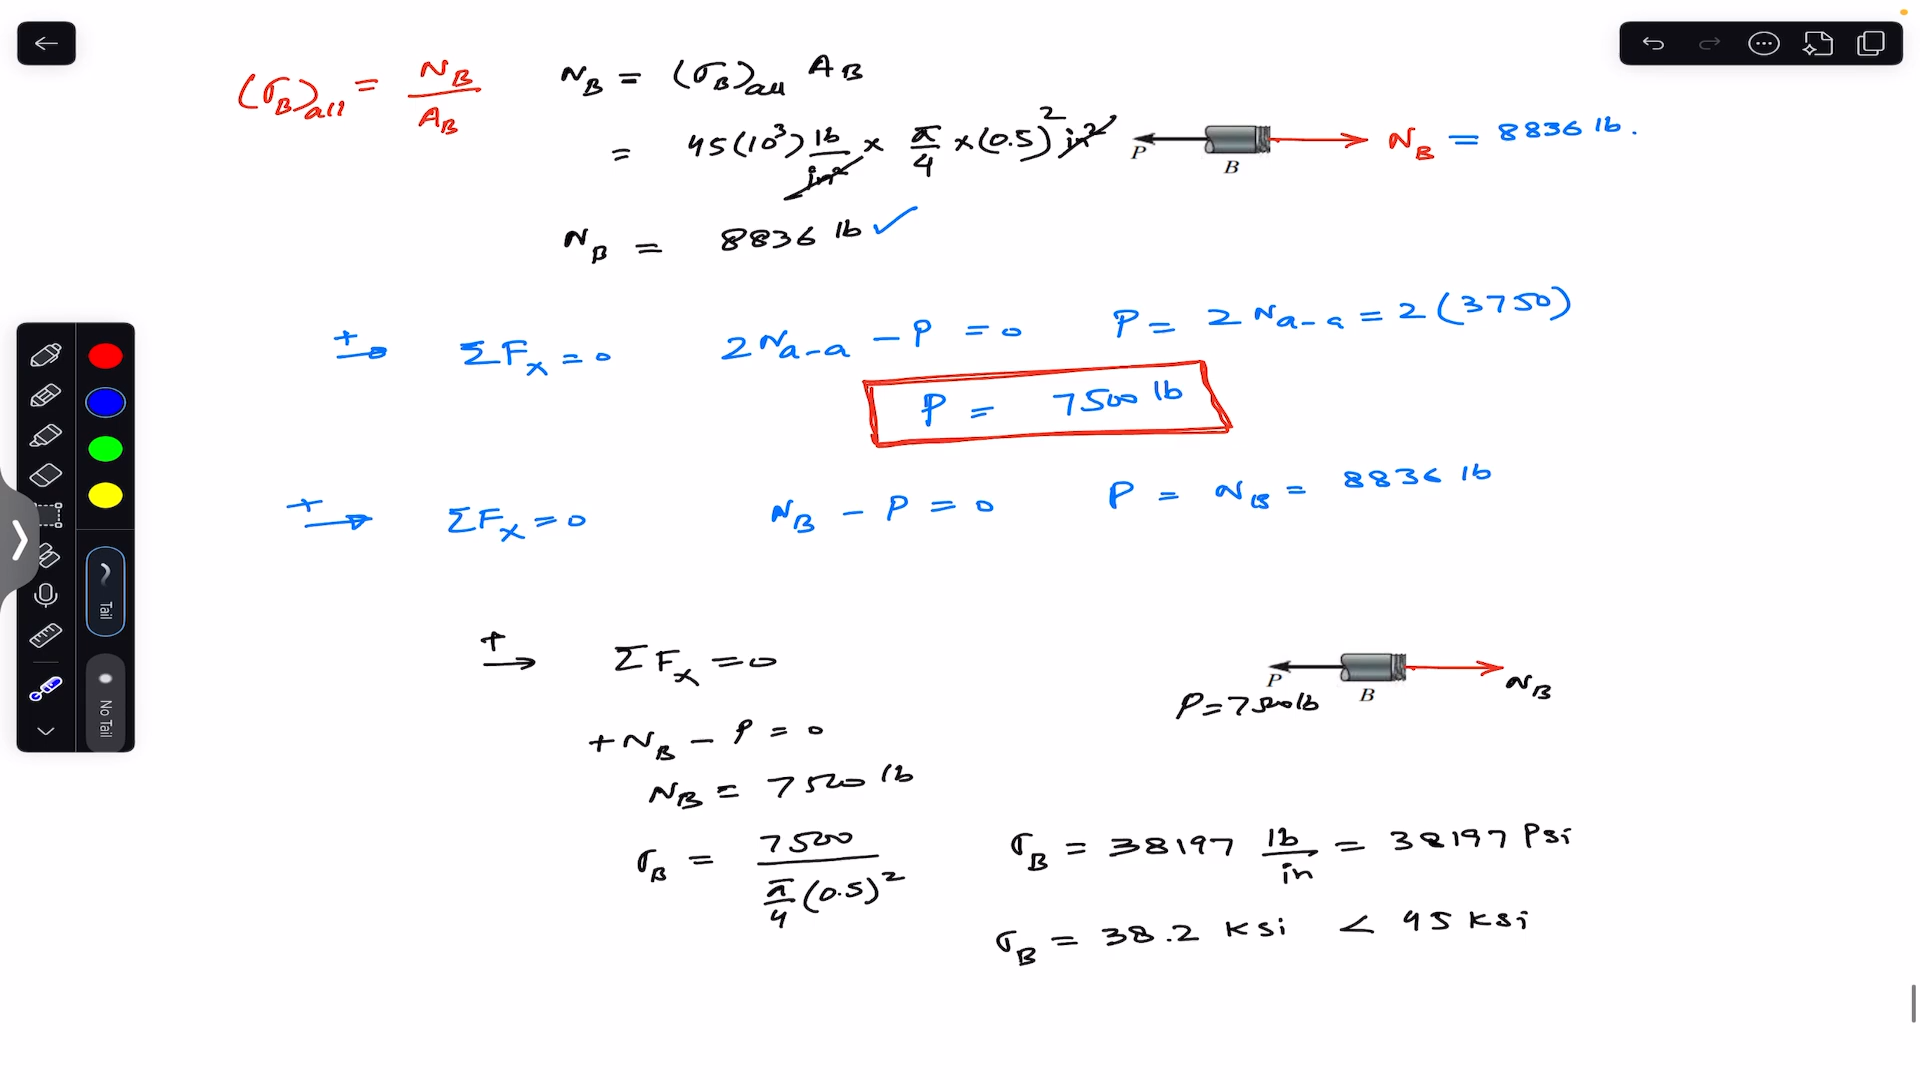 (σB)all = NB/AB NB = (σB)all AB
= 45(10³) lb/in² × π/4 × (0.5)² in² P B NB = 8836 lb.
NB = 8836 lb ✓
+→ ΣFx = 0 2Na-a − P = 0 P = 2Na-a = 2(3750)
P = 7500 lb
+→ ΣFx = 0 NB − P = 0 P = NB = 8836 lb
+→ ΣFx = 0
P B NB
P = 7500 lb
+NB − P = 0
NB = 7500 lb
σB = 7500/(π/4 (0.5)²) σB = 38197 lb/in = 38197 Psi
σB = 38.2 ksi < 45 ksi
Tail
No Tail